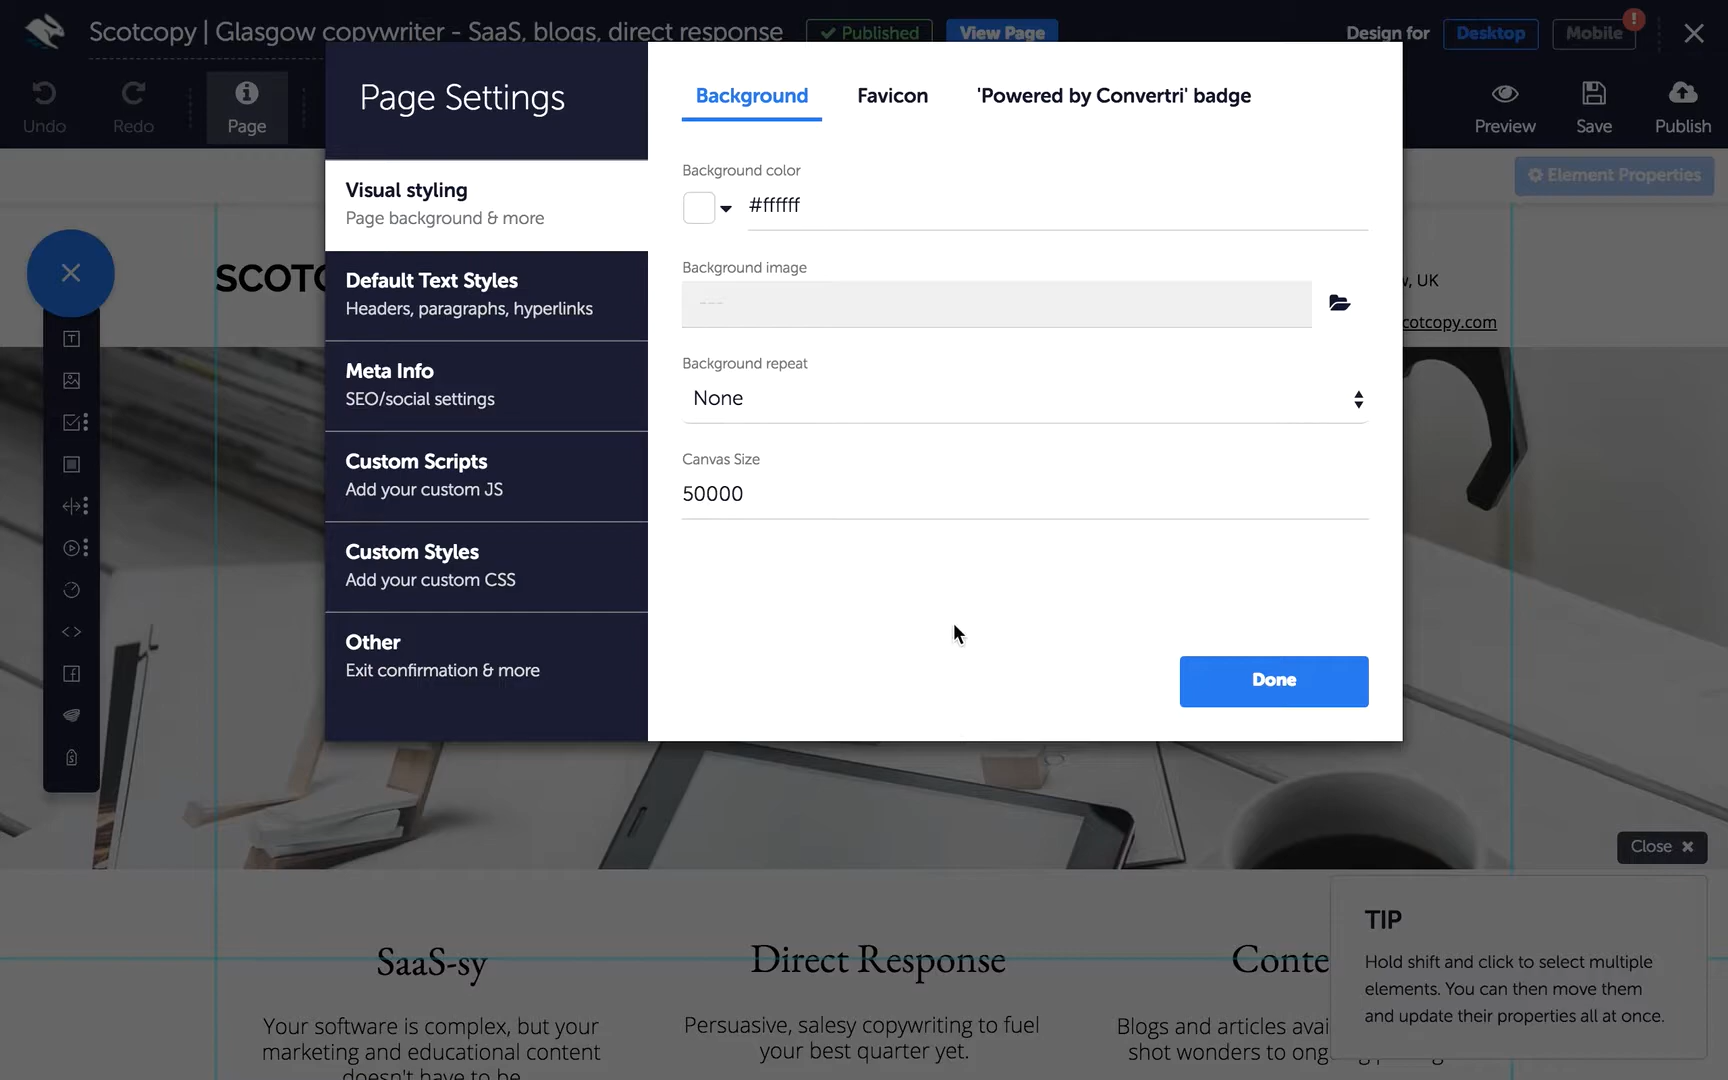 Scotcopy | Glasgow copywriter - SaaS, blogs, direct response
Published
View Page
Design for
Desktop
Mobile
!
Undo
Redo
Page
Preview
Save
Publish
Page Settings
Background
Favicon
'Powered by Convertri' badge
Element Properties
Visual styling
Page background & more
Default Text Styles
Headers, paragraphs, hyperlinks
Meta Info
SEO/social settings
Custom Scripts
Add your custom JS
Custom Styles
Add your custom CSS
Other
Exit confirmation & more
Background color
#ffffff
Background image
---
Background repeat
None
Canvas Size
50000
Done
SCOTC
, UK
cotcopy.com
Close
SaaS-sy
Your software is complex, but your
marketing and educational content
doesn't have to be
Direct Response
Persuasive, salesy copywriting to fuel
your best quarter yet.
Conte
Blogs and articles avai
shot wonders to ong
TIP
Hold shift and click to select multiple
elements. You can then move them
and update their properties all at once.